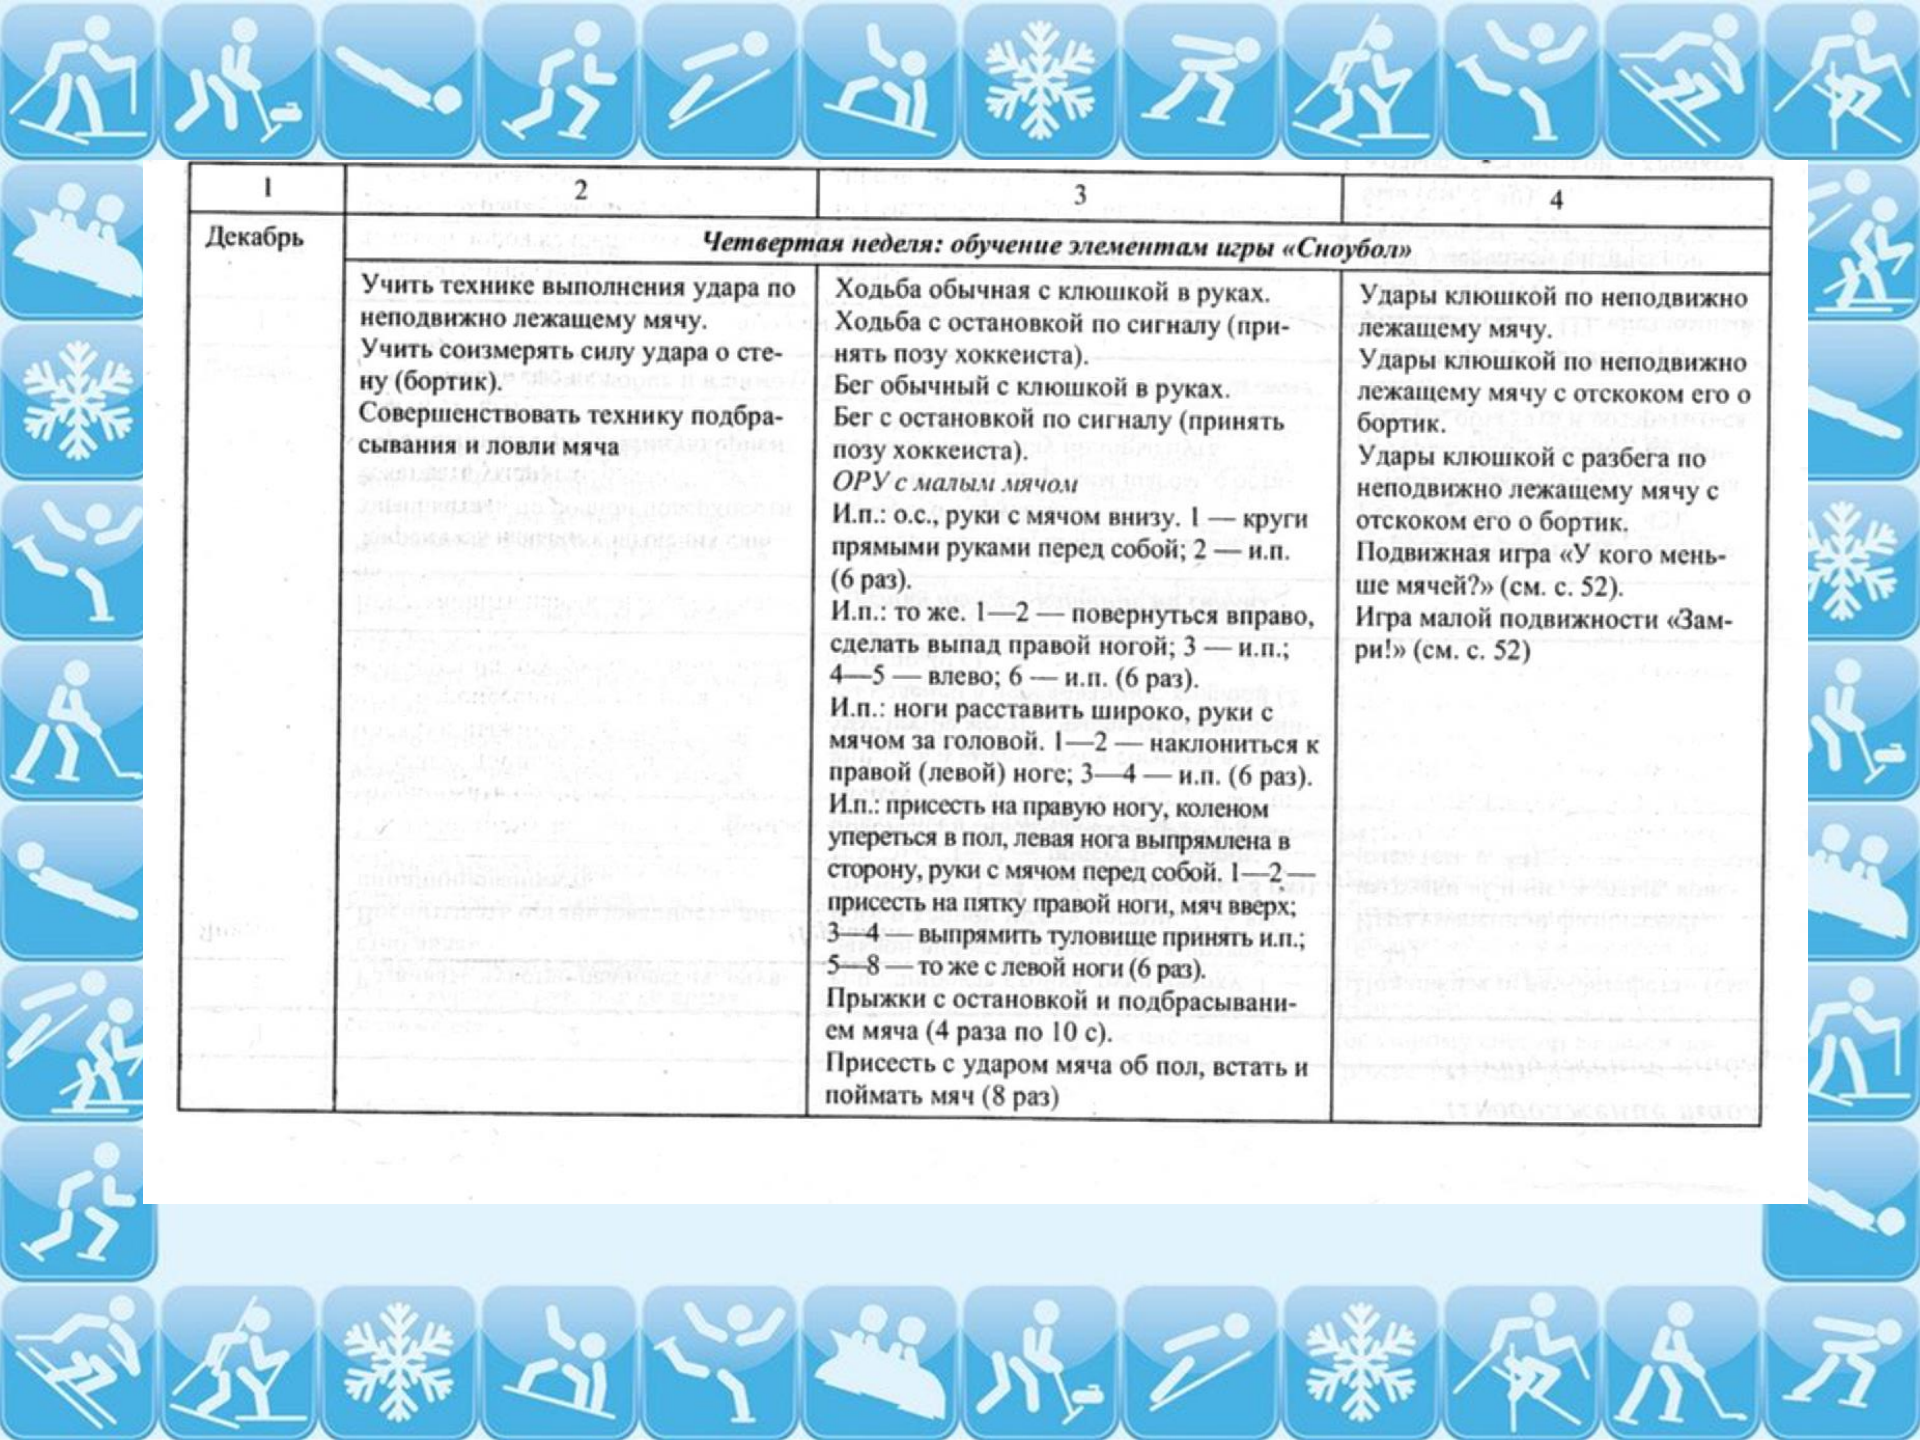 1
2
3
4
Декабрь
Четвертая неделя: обучение элементам игры «Сноубол»
Учить технике выполнения удара по
неподвижно лежащему мячу.
Учить соизмерять силу удара о сте-
ну (бортик).
Совершенствовать технику подбра-
сывания и ловли мяча
Ходьба обычная с клюшкой в руках.
Ходьба с остановкой по сигналу (при-
нять позу хоккеиста).
Бег обычный с клюшкой в руках.
Бег с остановкой по сигналу (принять
позу хоккеиста).
ОРУ с малым мячом
И.п.: о.с., руки с мячом внизу. 1 — круги
прямыми руками перед собой; 2 — и.п.
(6 раз).
И.п.: то же. 1—2 — повернуться вправо,
сделать выпад правой ногой; 3 — и.п.;
4—5 — влево; 6 — и.п. (6 раз).
И.п.: ноги расставить широко, руки с
мячом за головой. 1—2 — наклониться к
правой (левой) ноге; 3—4 — и.п. (6 раз).
И.п.: присесть на правую ногу, коленом
упереться в пол, левая нога выпрямлена в
сторону, руки с мячом перед собой. 1—2 —
присесть на пятку правой ноги, мяч вверх;
3—4 — выпрямить туловище принять и.п.;
5—8 — то же с левой ноги (6 раз).
Прыжки с остановкой и подбрасывани-
ем мяча (4 раза по 10 с).
Присесть с ударом мяча об пол, встать и
поймать мяч (8 раз)
Удары клюшкой по неподвижно
лежащему мячу.
Удары клюшкой по неподвижно
лежащему мячу с отскоком его о
бортик.
Удары клюшкой с разбега по
неподвижно лежащему мячу с
отскоком его о бортик.
Подвижная игра «У кого мень-
ше мячей?» (см. с. 52).
Игра малой подвижности «Зам-
ри!» (см. с. 52)